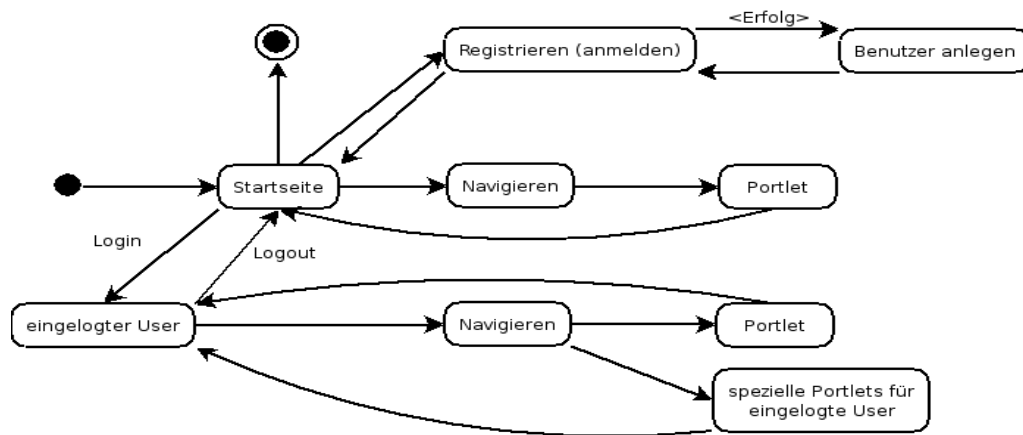 <Erfolg>
Registrieren (anmelden)
Benutzer anlegen
Startseite
Navigieren
Portlet
Login
Logout
eingelogter User
Navigieren
Portlet
spezielle Portlets für
eingelogte User